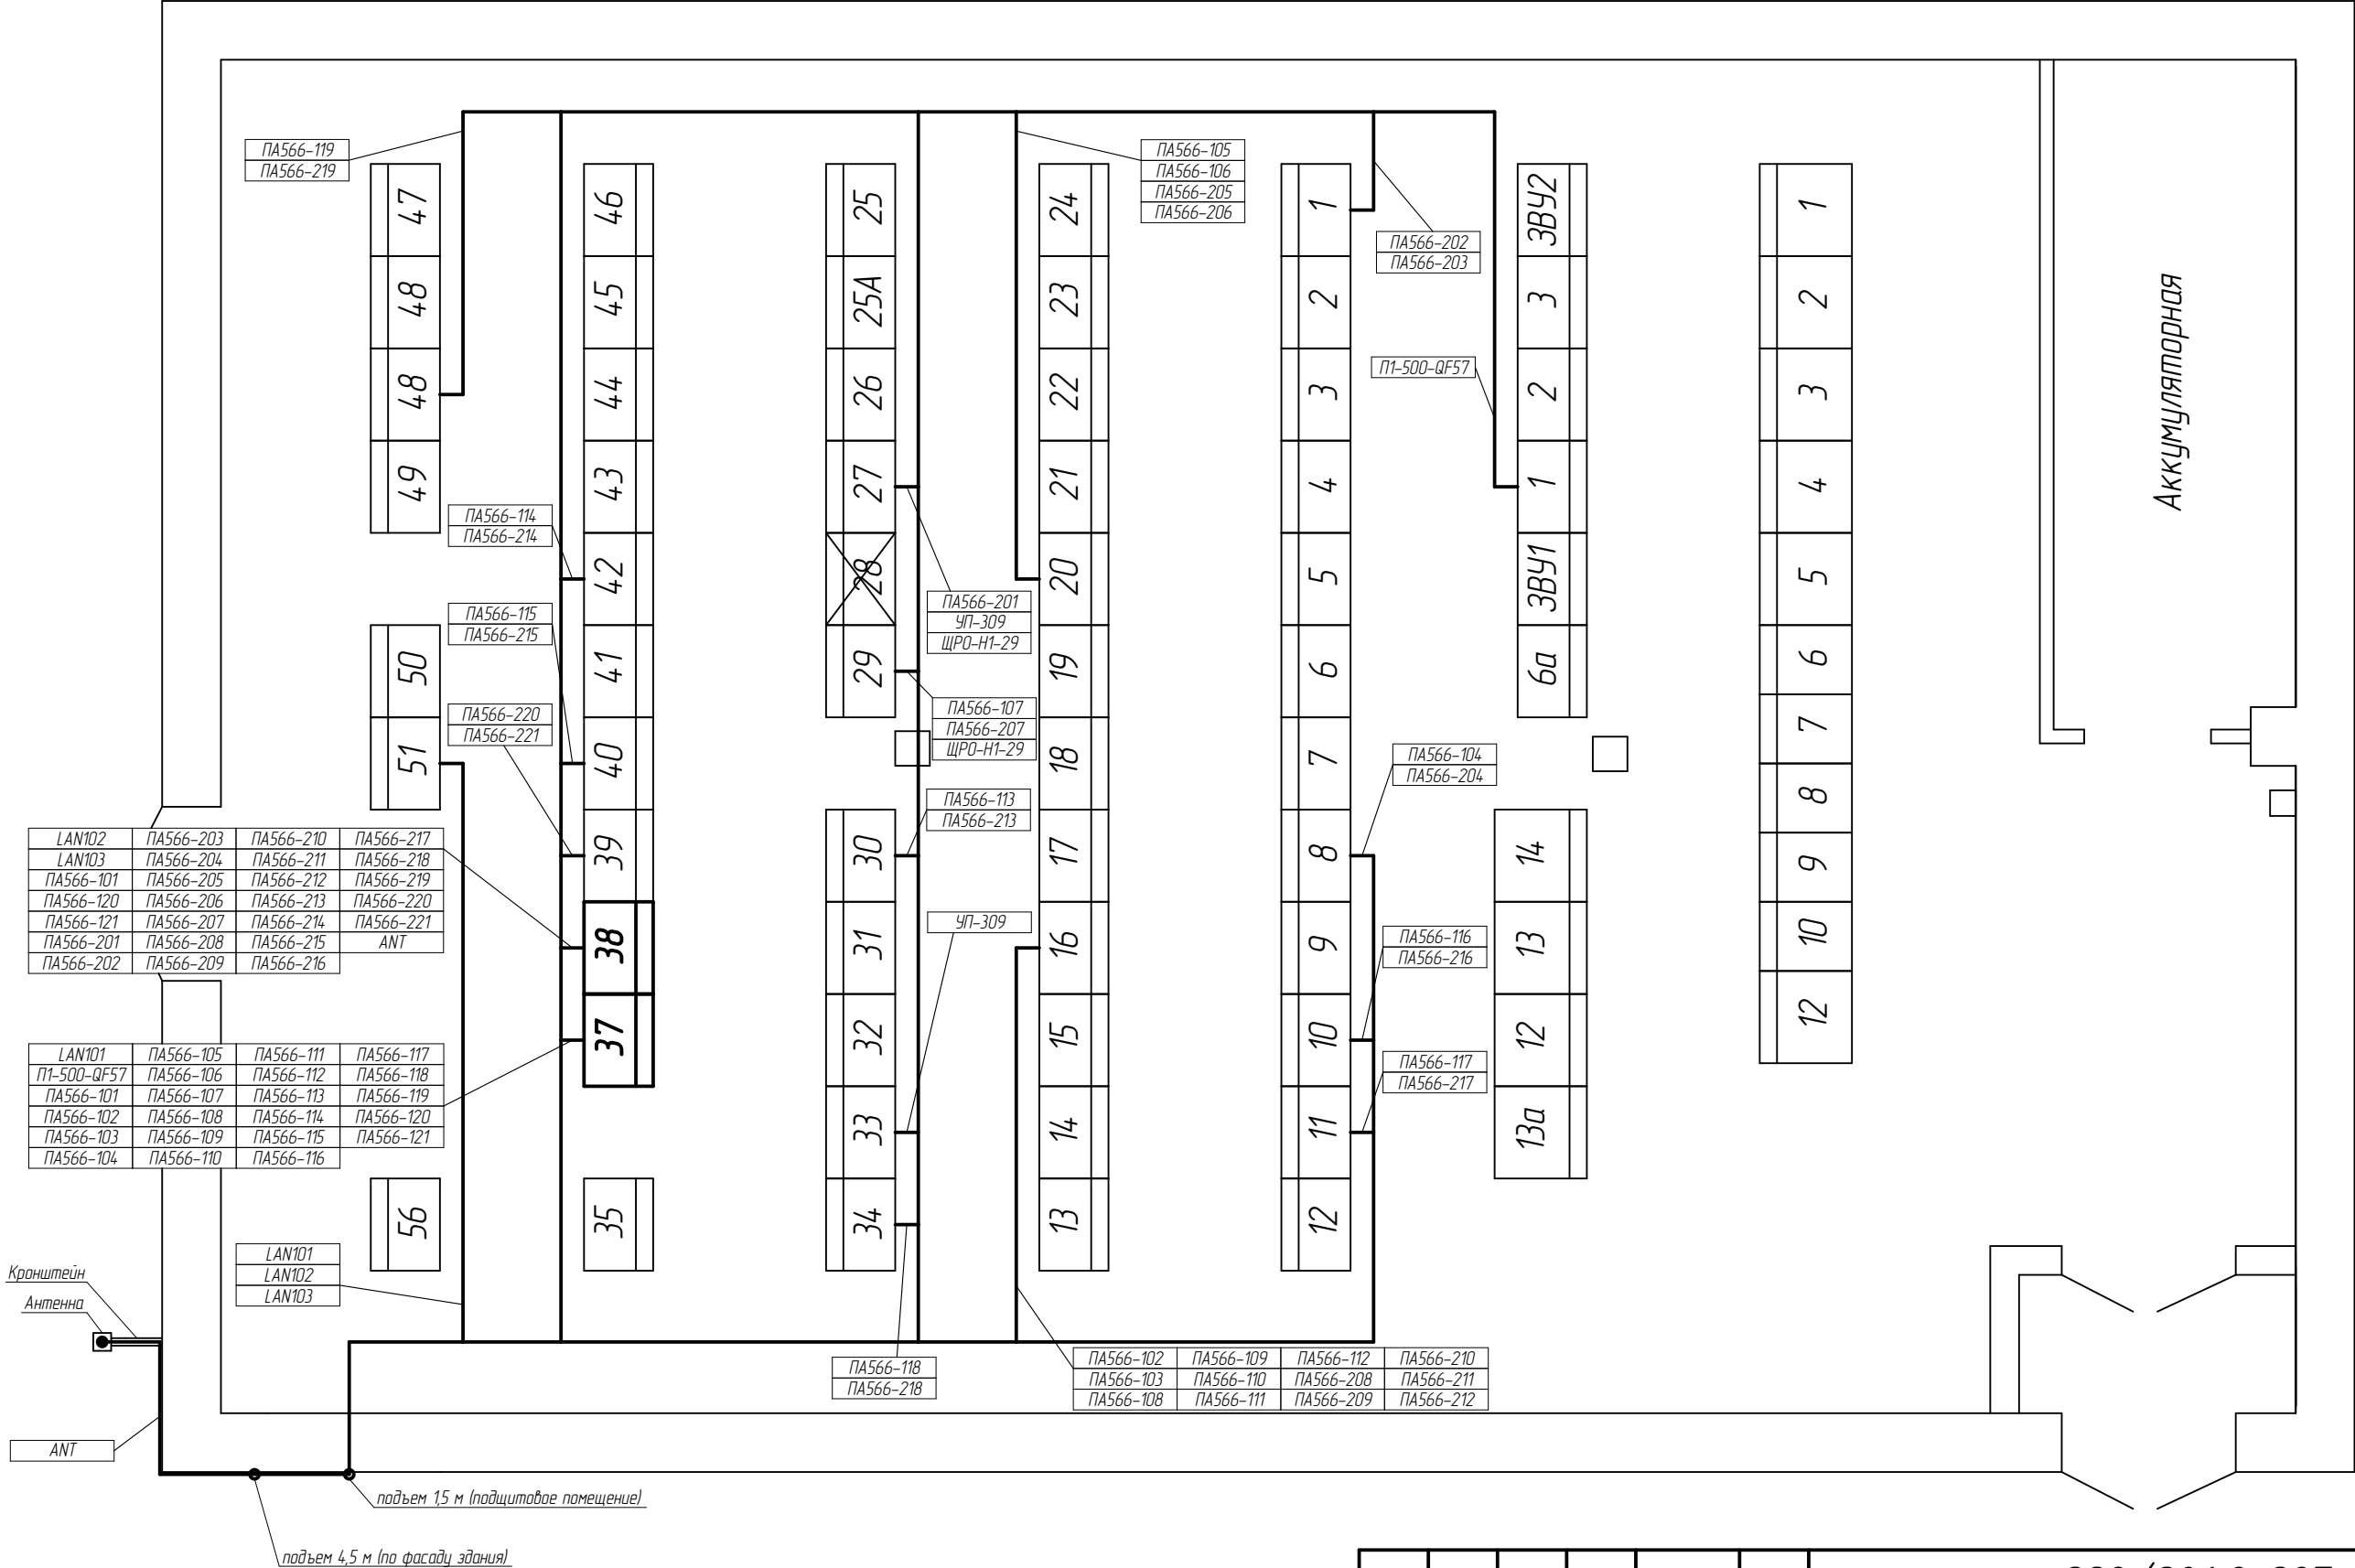 ПА566-119
ПА566-219
47
48
48
49
50
51
56
46
45
44
43
42
41
40
39
38
37
35
25
25А
26
27
28
29
30
31
32
33
34
24
23
22
21
20
19
18
17
16
15
14
13
1
2
3
4
5
6
7
8
9
10
11
12
ЗВУ2
3
2
1
ЗВУ1
6а
14
13
12
13а
1
2
3
4
5
6
7
8
9
10
12
Аккумуляторная
ПА566-105
ПА566-106
ПА566-205
ПА566-206
ПА566-202
ПА566-203
П1-500-QF57
ПА566-114
ПА566-214
ПА566-115
ПА566-215
ПА566-220
ПА566-221
ПА566-201
УП-309
ЩРО-Н1-29
ПА566-107
ПА566-207
ЩРО-Н1-29
ПА566-113
ПА566-213
УП-309
ПА566-104
ПА566-204
ПА566-116
ПА566-216
ПА566-117
ПА566-217
LAN102 ПА566-203 ПА566-210 ПА566-217
LAN103 ПА566-204 ПА566-211 ПА566-218
ПА566-101 ПА566-205 ПА566-212 ПА566-219
ПА566-120 ПА566-206 ПА566-213 ПА566-220
ПА566-121 ПА566-207 ПА566-214 ПА566-221
ПА566-201 ПА566-208 ПА566-215 ANT
ПА566-202 ПА566-209 ПА566-216
LAN101 ПА566-105 ПА566-111 ПА566-117
П1-500-QF57 ПА566-106 ПА566-112 ПА566-118
ПА566-101 ПА566-107 ПА566-113 ПА566-119
ПА566-102 ПА566-108 ПА566-114 ПА566-120
ПА566-103 ПА566-109 ПА566-115 ПА566-121
ПА566-104 ПА566-110 ПА566-116
LAN101
LAN102
LAN103
Кронштейн
Антенна
ПА566-118
ПА566-218
ПА566-102 ПА566-109 ПА566-112 ПА566-210
ПА566-103 ПА566-110 ПА566-208 ПА566-211
ПА566-108 ПА566-111 ПА566-209 ПА566-212
ANT
подъем 1,5 м (подщитовое помещение)
подъем 4,5 м (по фасаду здания)